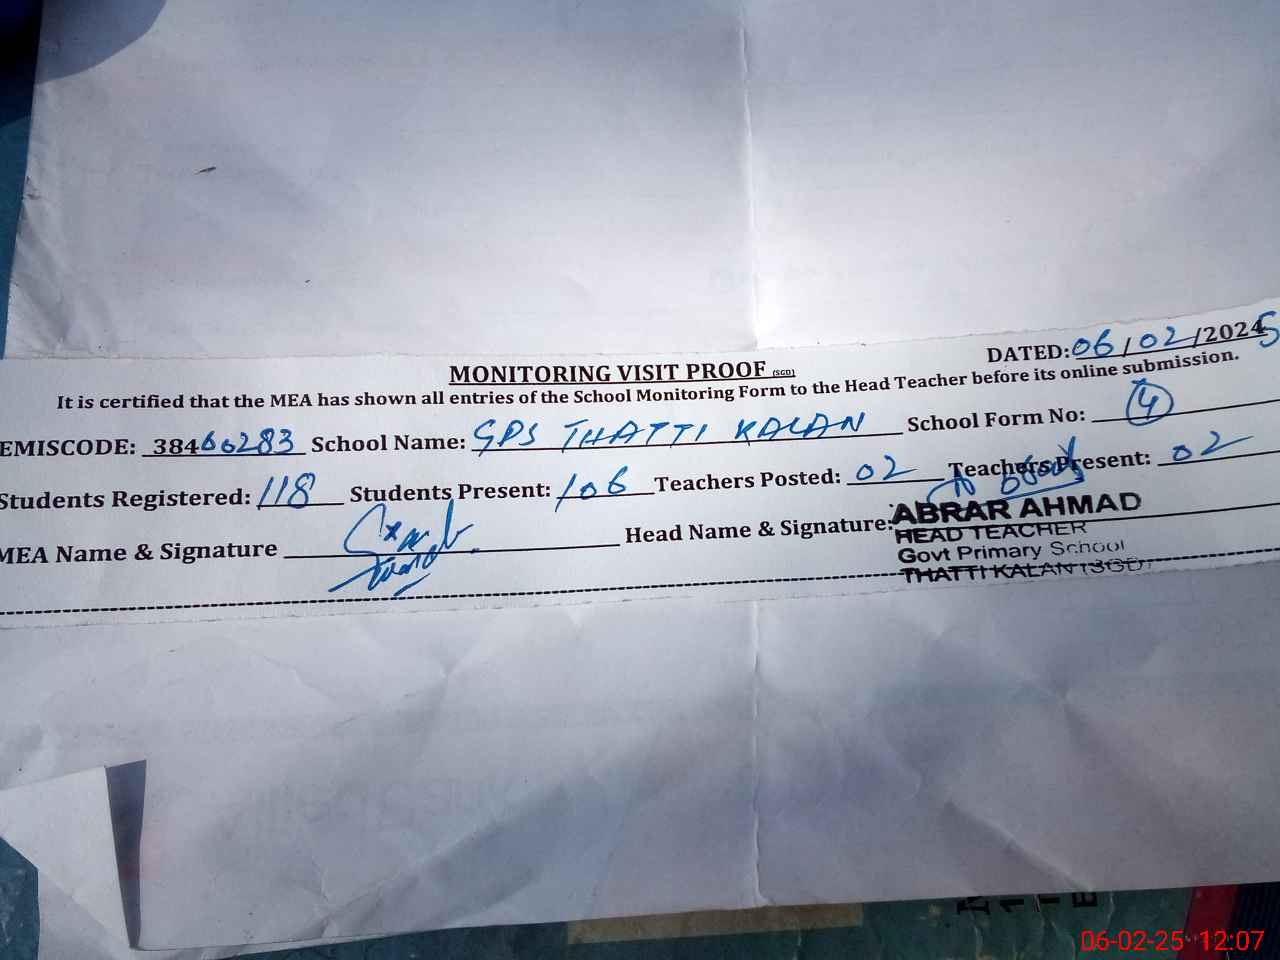 DATED: 06/02/20245
MONITORING VISIT PROOF (SGD)
It is certified that the MEA has shown all entries of the School Monitoring Form to the Head Teacher before its online submission.
EMISCODE: 38460283 School Name: GPS THATTI KALAN School Form No: 4
Students Registered: 118 Students Present: 106 Teachers Posted: 02 Teachers Present: 02
MEA Name & Signature Head Name & Signature:
ABRAR AHMAD
HEAD TEACHER
Govt Primary School
THATTI KALAN (SGD)
06-02-25 12:07